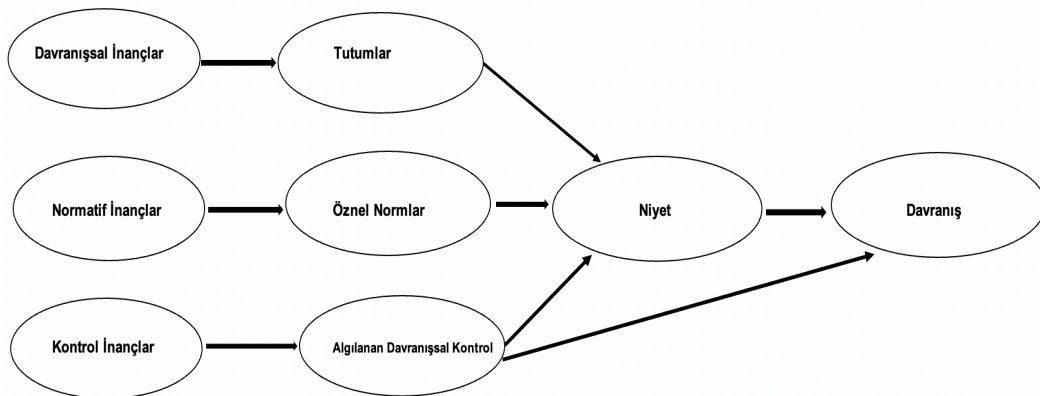 Davranışsal İnançlar
Tutumlar
Normatif İnançlar
Öznel Normlar
Niyet
Davranış
Kontrol İnançlar
Algılanan Davranışsal Kontrol